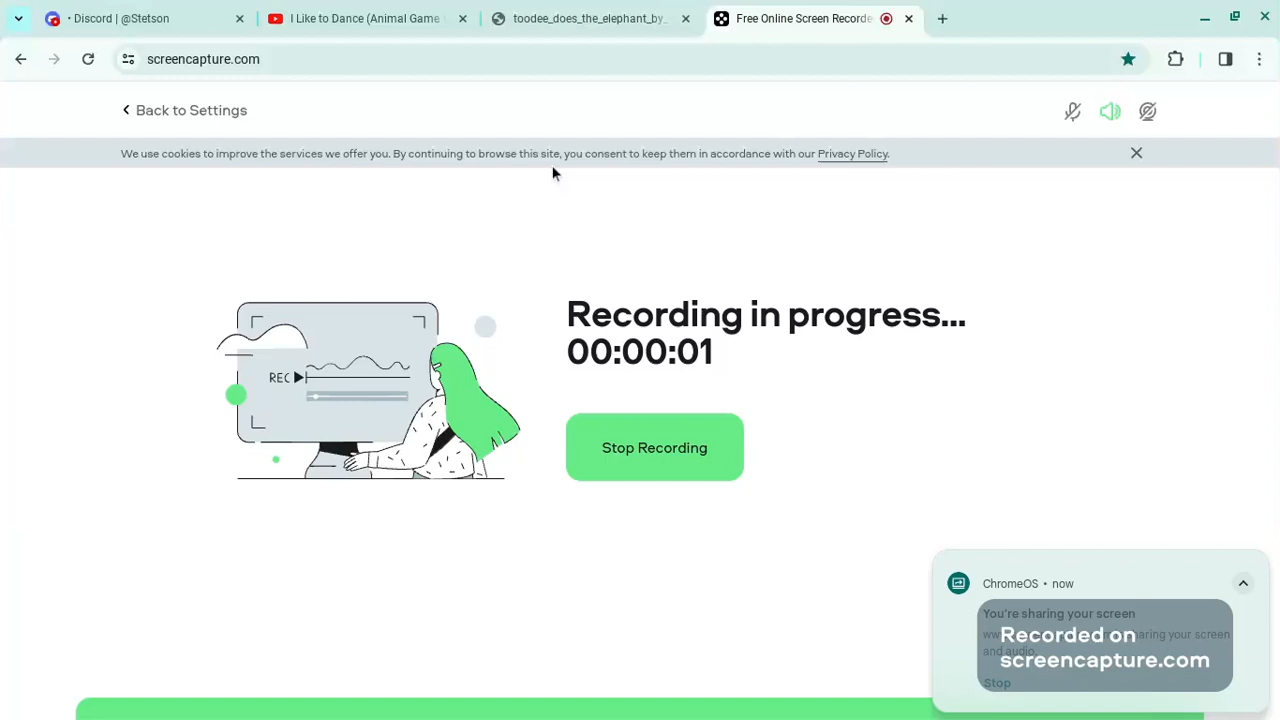 • Discord | @Stetson
I Like to Dance (Animal Game
toodee_does_the_elephant_by_
Free Online Screen Recorde
screencapture.com
Back to Settings
We use cookies to improve the services we offer you. By continuing to browse this site, you consent to keep them in accordance with our Privacy Policy.
Recording in progress...
00:00:01
REC
Stop Recording
ChromeOS • now
You're sharing your screen
sharing your screen
and audio.
Stop
Recorded on
screencapture.com